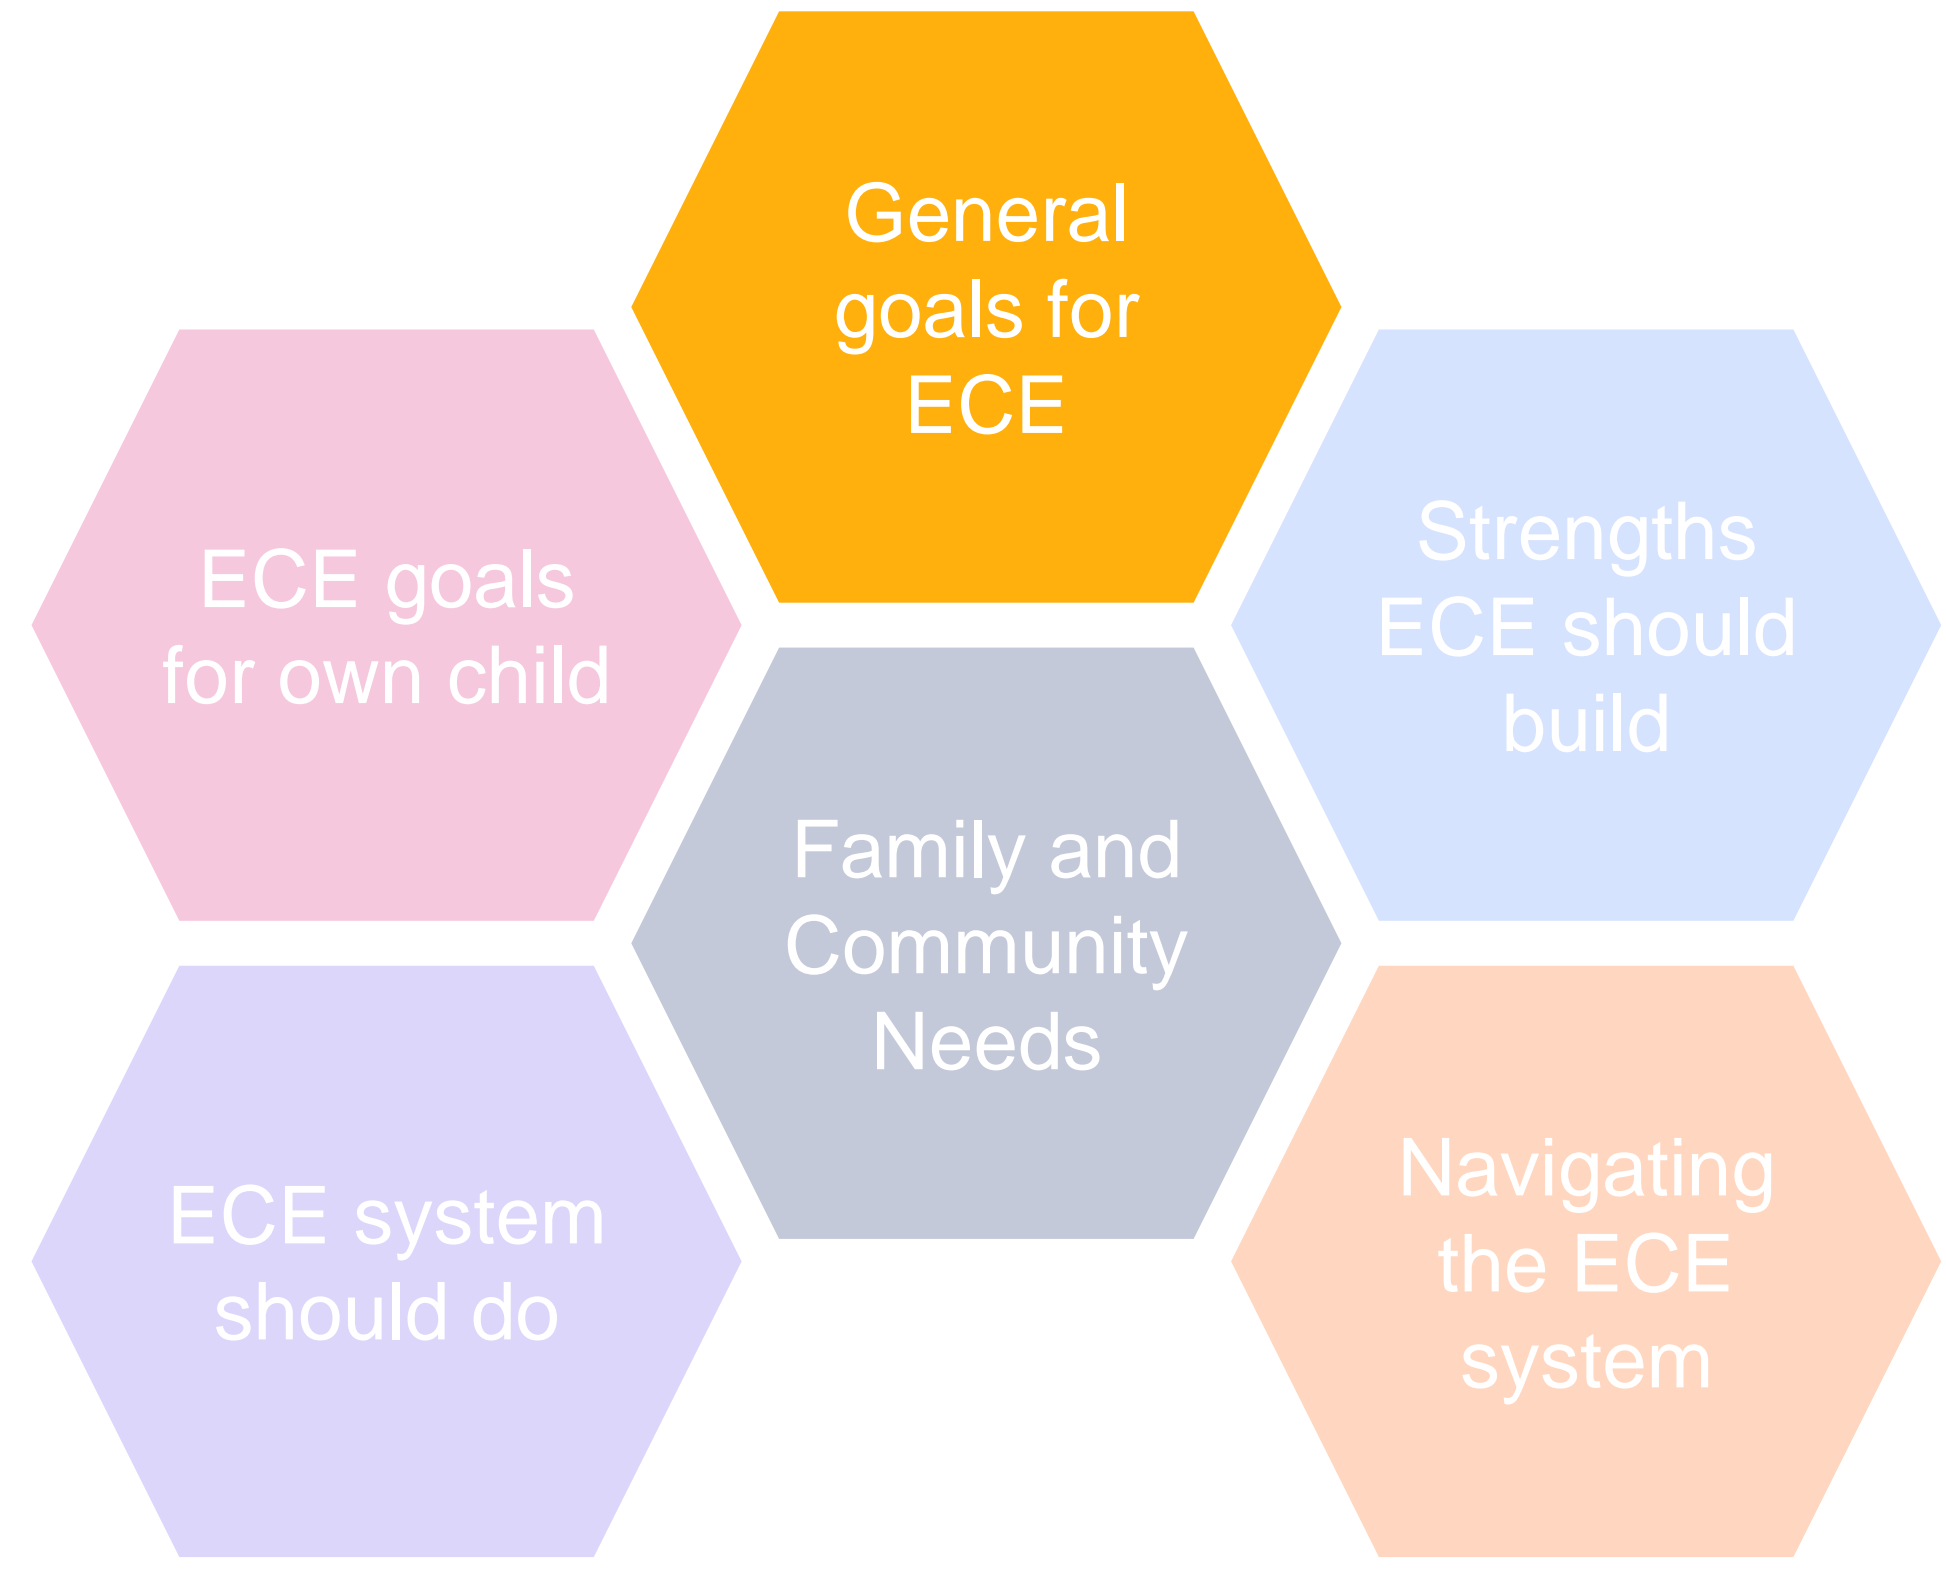 General
goals for
ECE
ECE goals
for own child
Strengths
ECE should
build
Family and
Community
Needs
ECE system
should do
Navigating
the ECE
system